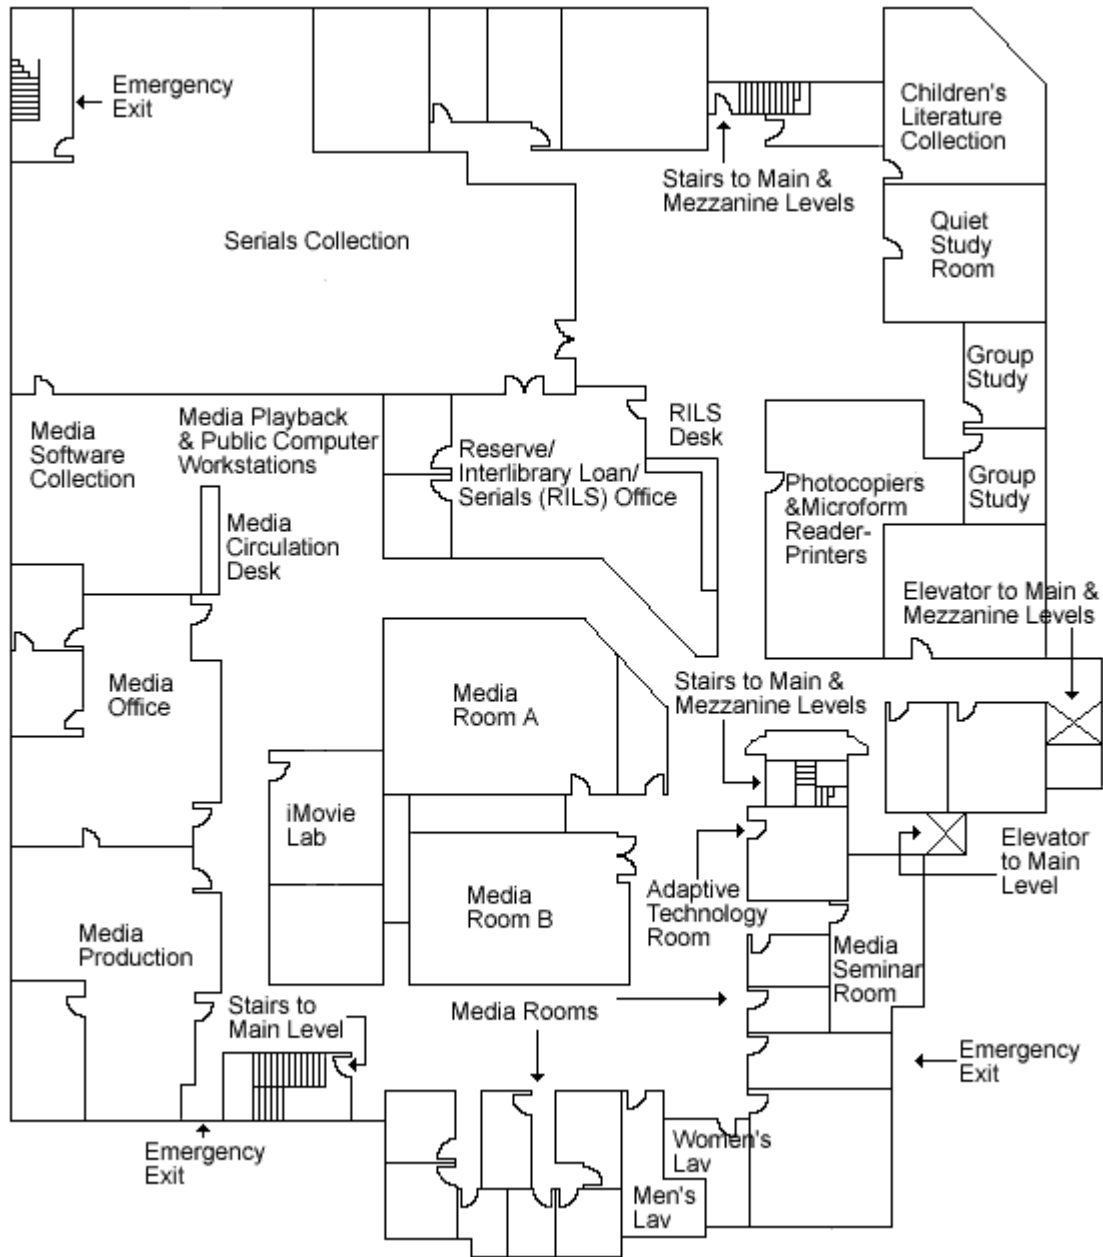 Emergency
Exit
Children's
Literature
Collection
Stairs to Main &
Mezzanine Levels
Serials Collection
Quiet
Study
Room
Group
Study
Media
Software
Collection
Media Playback
& Public Computer
Workstations
RILS
Desk
Reserve/
Interlibrary Loan/
Serials (RILS) Office
Photocopiers
&Microform
Reader-
Printers
Group
Study
Media
Circulation
Desk
Elevator to Main &
Mezzanine Levels
Media
Office
Media
Room A
Stairs to Main &
Mezzanine Levels
iMovie
Lab
Elevator
to Main
Level
Media
Room B
Adaptive
Technology
Room
Media
Production
Media
Seminar
Room
Stairs to
Main Level
Media Rooms
Emergency
Exit
Emergency
Exit
Women's
Lav
Men's
Lav